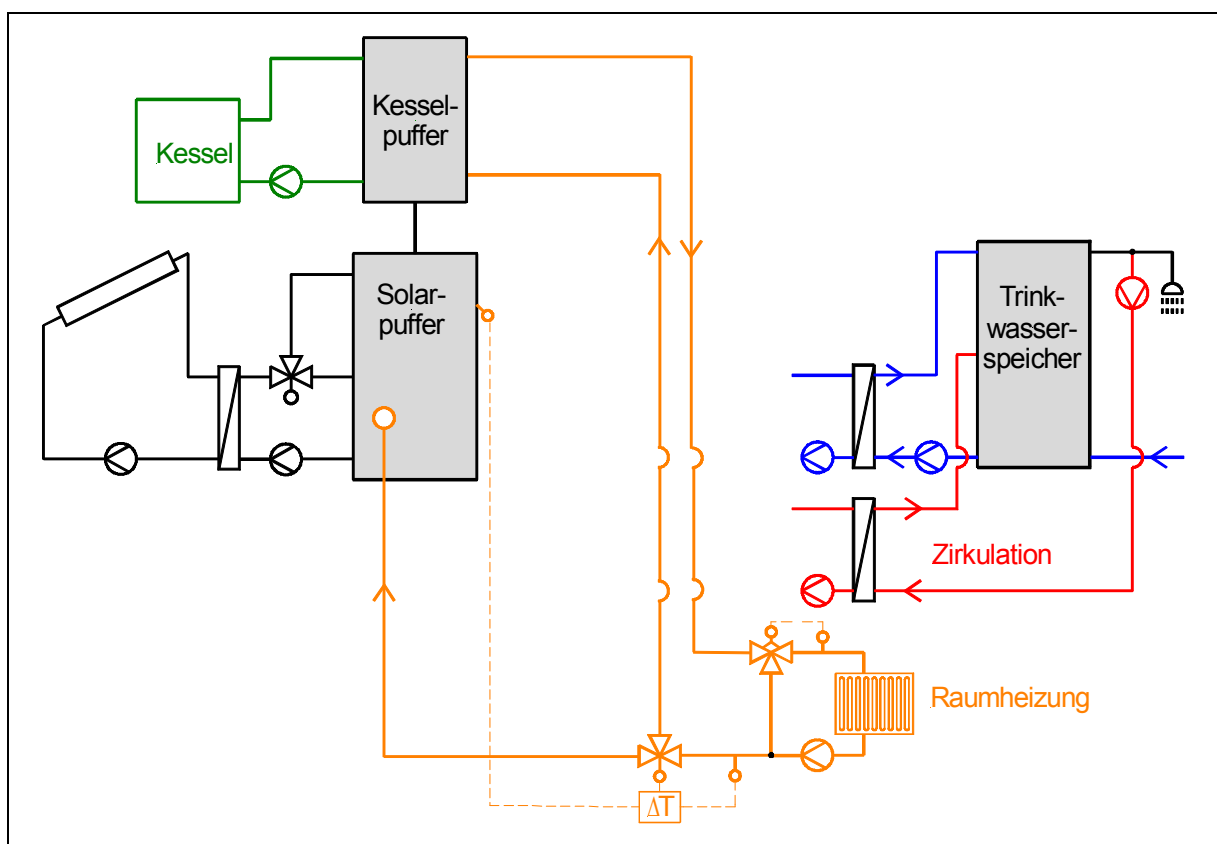 Kessel-
puffer
Kessel
Solar-
puffer
Trink-
wasser-
speicher
Zirkulation
Raumheizung
ΔT